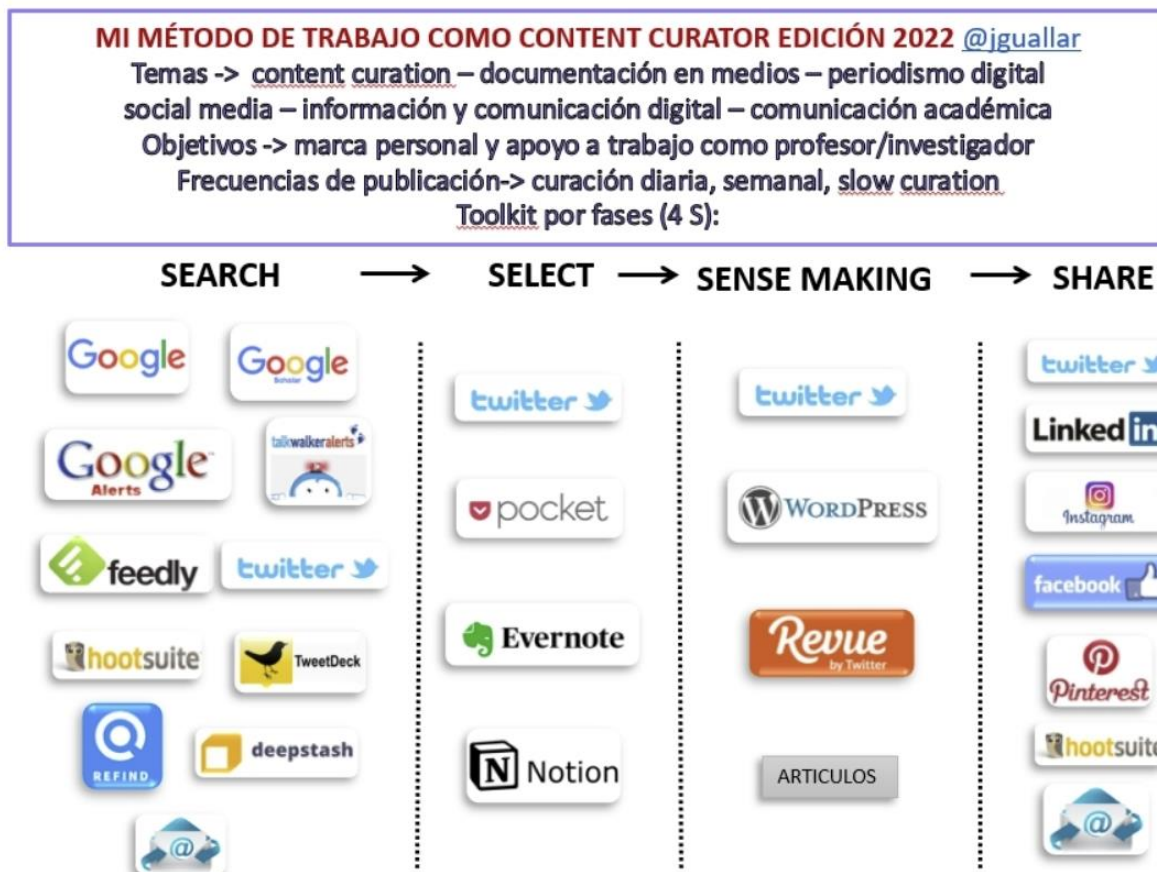 MI MÉTODO DE TRABAJO COMO CONTENT CURATOR EDICIÓN 2022 @jguallar
Temas -> content curation – documentación en medios – periodismo digital
social media – información y comunicación digital – comunicación académica
Objetivos -> marca personal y apoyo a trabajo como profesor/investigador
Frecuencias de publicación-> curación diaria, semanal, slow curation
Toolkit por fases (4 S):
SEARCH → SELECT → SENSE MAKING → SHARE
Google
Google
Scholar
Google™
Alerts
talkwalkeralerts
feedly
twitter
hootsuite
TweetDeck
REFIND
deepstash
@
twitter
pocket
Evernote
N Notion
twitter
W WORDPRESS
Revue
by Twitter
ARTICULOS
twitter
Linked in
Instagram
facebook
Pinterest
hootsuite
@